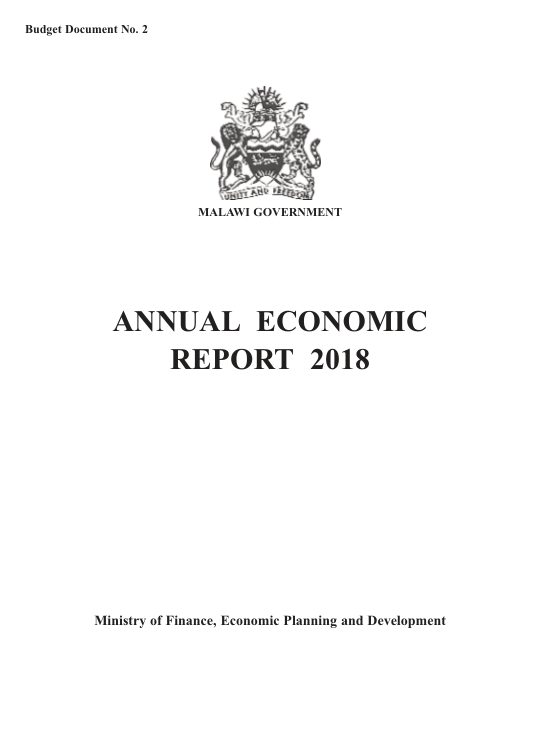 Budget Document No. 2
UNITY AND FREEDOM
MALAWI GOVERNMENT
ANNUAL ECONOMIC
REPORT 2018
Ministry of Finance, Economic Planning and Development